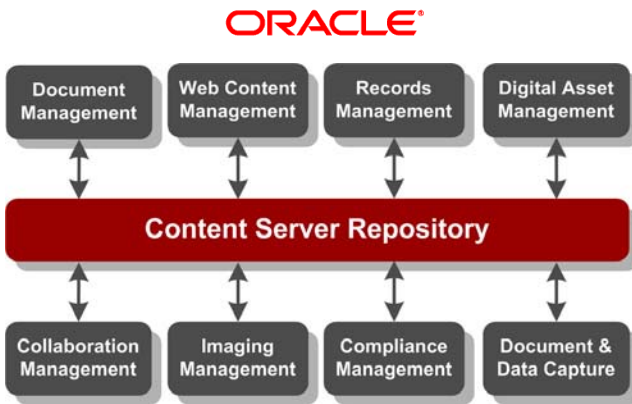 ORACLE®
Document
Management
Web Content
Management
Records
Management
Digital Asset
Management
Content Server Repository
Collaboration
Management
Imaging
Management
Compliance
Management
Document &
Data Capture